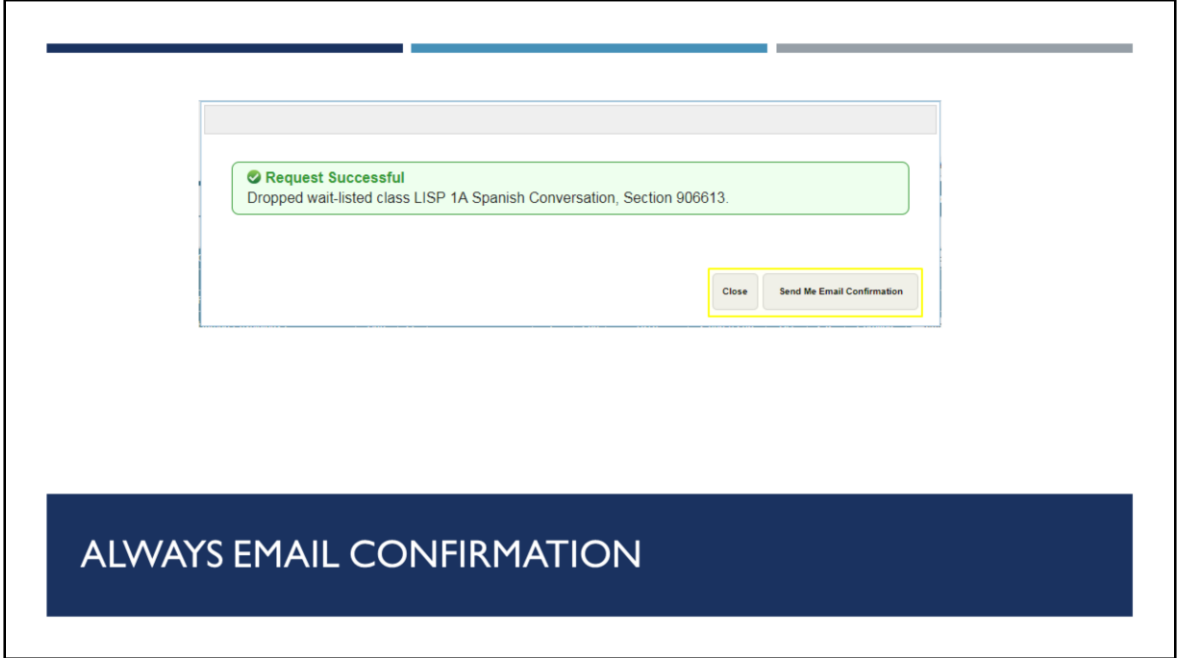 Request Successful
Dropped wait-listed class LISP 1A Spanish Conversation, Section 906613.
Close Send Me Email Confirmation
ALWAYS EMAIL CONFIRMATION